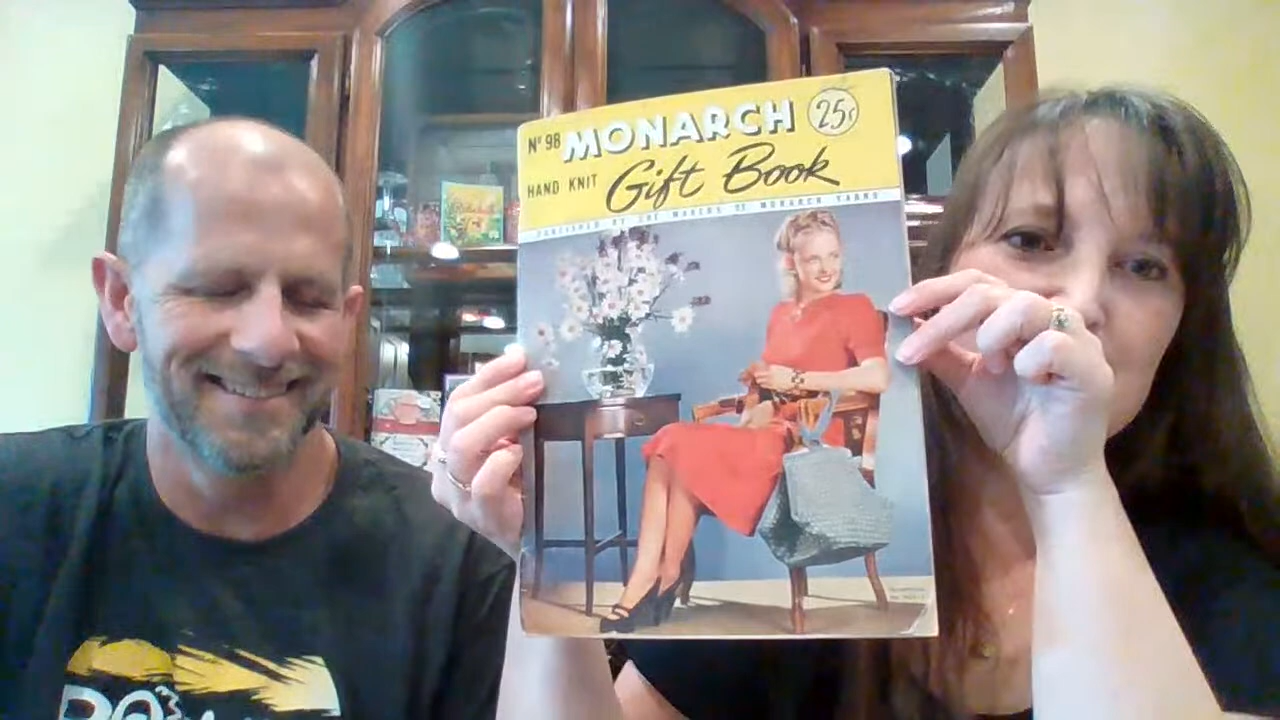 Nº 98 MONARCH 25¢
HAND KNIT Gift Book
PUBLISHED BY THE MAKERS OF MONARCH YARNS